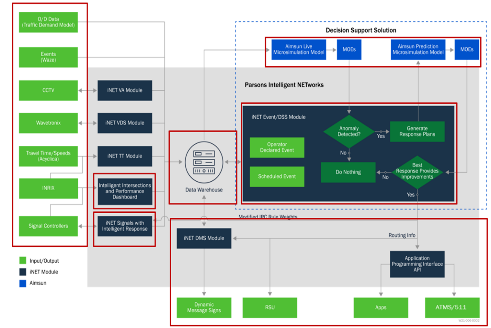 Decision Support Solution
O/D Data
(Traffic Demand Model)
Events
(Waze)
CCTV
Wavetronix
Travel Time/Speeds
(Acyclica)
INRIX
Signal Controllers
iNET VA Module
iNET VDS Module
iNET TT Module
Intelligent Intersections
and Performance
Dashboard
iNET Signals with
Intelligent Response
Data Warehouse
Aimsun Live
Microsimulation Model
MOEs
Aimsun Prediction
Microsimulation Model
MOEs
Parsons Intelligent NETworks
iNET Event/DSS Module
Operator
Declared Event
Scheduled Event
Anomaly
Detected?
Yes
Generate
Response Plans
No
Do Nothing
No
Best
Response Provides
Improvements
Yes
iNET DMS Module
Routing Info
Application
Programming Interface
API
Dynamic
Message Signs
RSU
Apps
ATMS/511
Input/Output
iNET Module
Aimsun